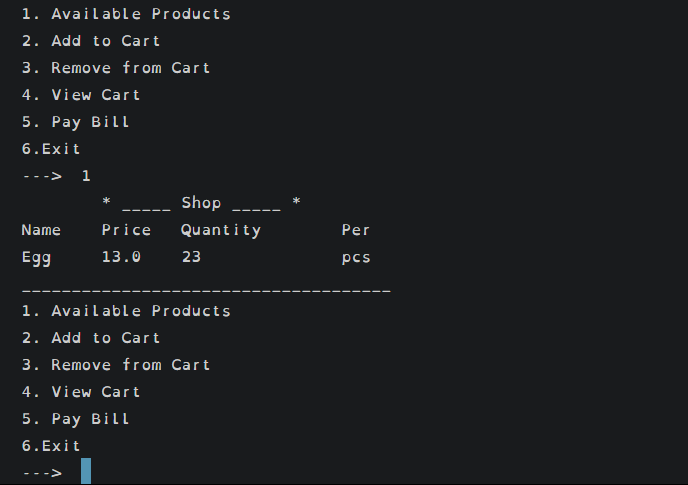 1. Available Products
2. Add to Cart
3. Remove from Cart
4. View Cart
5. Pay Bill
6.Exit
--->  1
        * _____ Shop _____ *
Name    Price   Quantity        Per
Egg     13.0    23              pcs
_____________________________________
1. Available Products
2. Add to Cart
3. Remove from Cart
4. View Cart
5. Pay Bill
6.Exit
--->